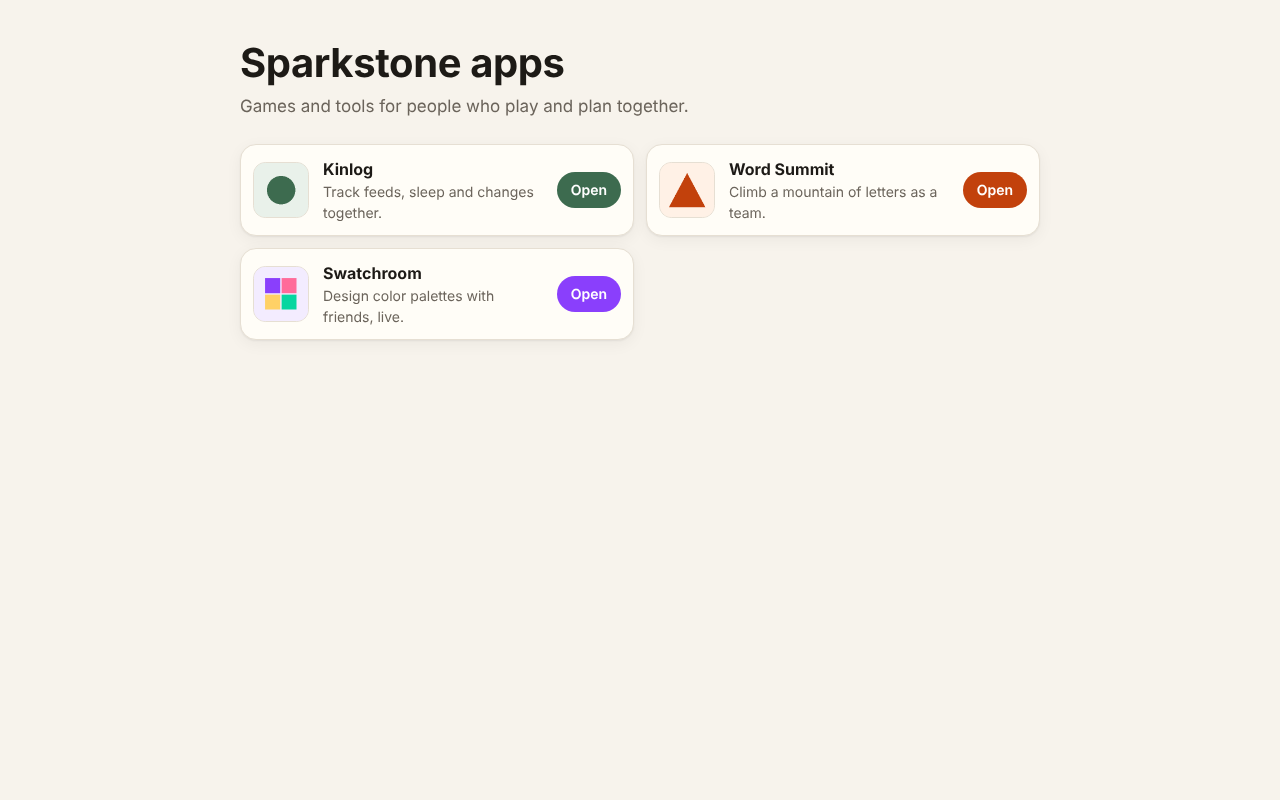 Sparkstone apps
Games and tools for people who play and plan together.
Kinlog
Track feeds, sleep and changes
together.
Open
Word Summit
Climb a mountain of letters as a
team.
Open
Swatchroom
Design color palettes with
friends, live.
Open